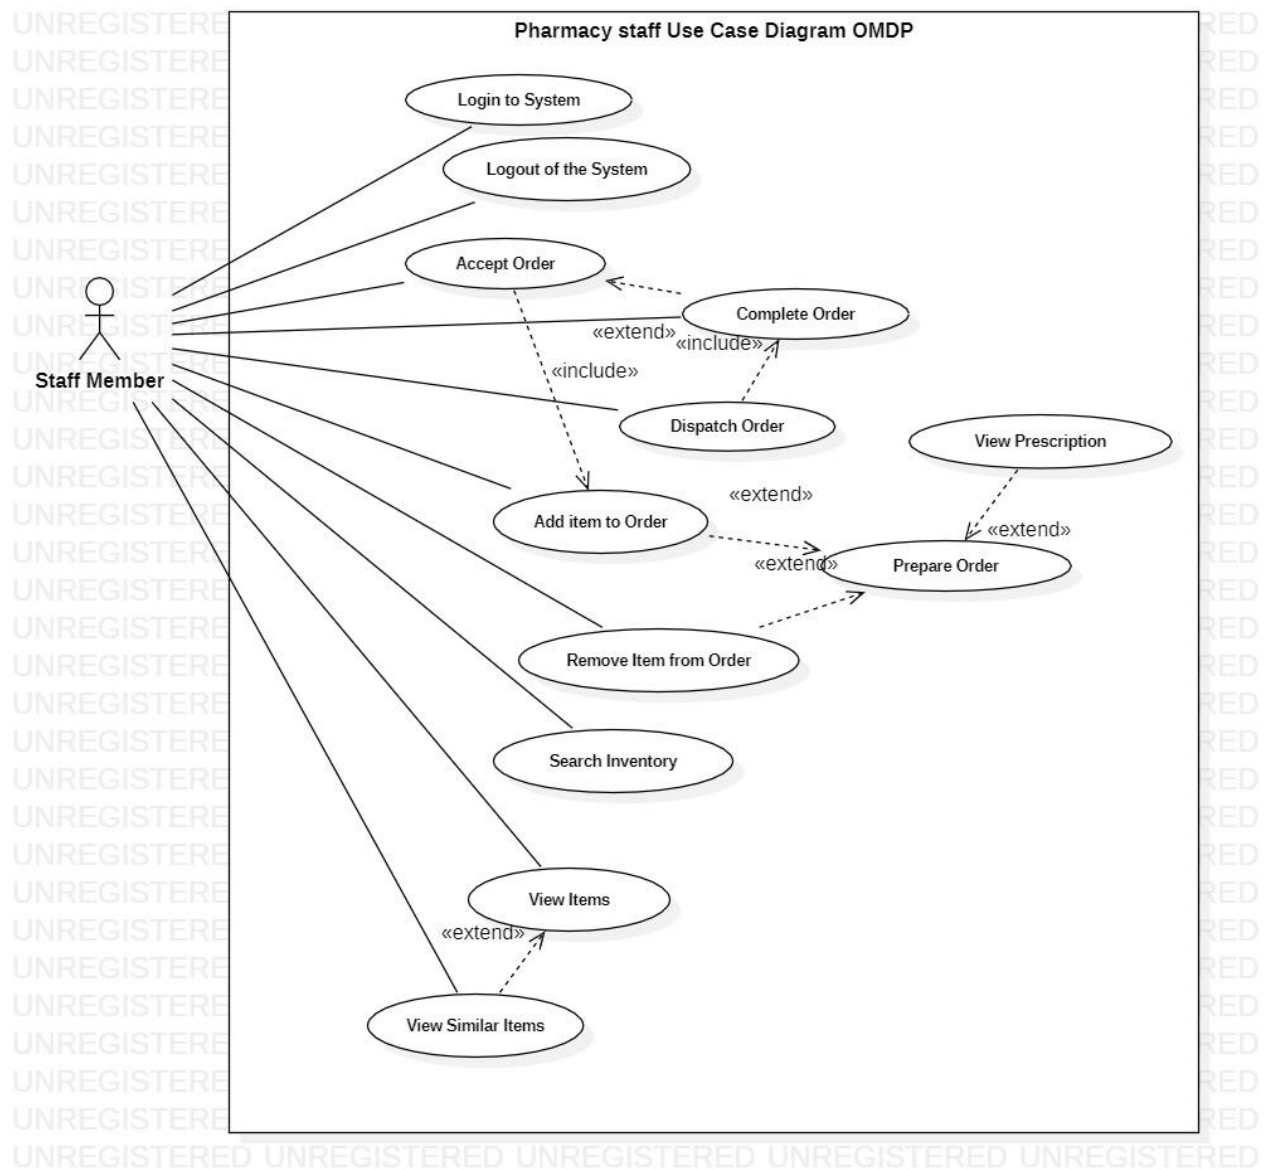 Pharmacy staff Use Case Diagram OMDP
Login to System
Logout of the System
Accept Order
Complete Order
«extend»
«include»
«include»
Staff Member
Dispatch Order
View Prescription
«extend»
Add item to Order
«extend»
«extend»
Prepare Order
Remove Item from Order
Search Inventory
View Items
«extend»
View Similar Items
UNREGISTERED UNREGISTERED UNREGISTERED UNREGISTERED UNREGISTERED